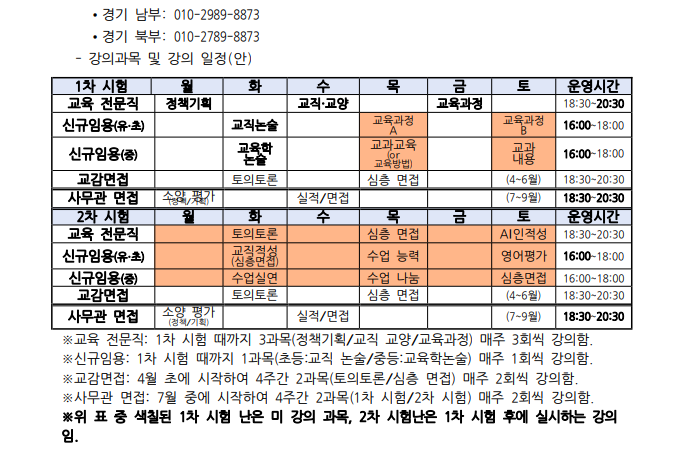 • 경기 남부: 010-2989-8873
• 경기 북부: 010-2789-8873
- 강의과목 및 강의 일정(안)
1차 시험 월 화 수 목 금 토 운영시간
교육 전문직 정책기획 교직·교양 교육과정 18:30~20:30
신규임용(유·초) 교직논술 교육과정 A 교육과정 B 16:00~18:00
신규임용(중) 교육학 논술 교과교육 (or 교육방법) 교과 내용 16:00~18:00
교감면접 토의토론 심층 면접 (4~6월) 18:30~20:30
사무관 면접 소양 평가 (정책/기획) 실적/면접 (7~9월) 18:30~20:30
2차 시험 월 화 수 목 금 토 운영시간
교육 전문직 토의토론 심층 면접 AI인적성 18:30~20:30
신규임용(유·초) 교직적성 (심층면접) 수업 능력 영어평가 16:00~18:00
신규임용(중) 수업실연 수업 나눔 심층면접 16:00~18:00
교감면접 토의토론 심층 면접 (4~6월) 18:30~20:30
사무관 면접 소양 평가 (정책/기획) 실적/면접 (7~9월) 18:30~20:30
※교육 전문직: 1차 시험 때까지 3과목(정책기획/교직 교양/교육과정) 매주 3회씩 강의함.
※신규임용: 1차 시험 때까지 1과목(초등:교직 논술/중등:교육학논술) 매주 1회씩 강의함.
※교감면접: 4월 초에 시작하여 4주간 2과목(토의토론/심층 면접) 매주 2회씩 강의함.
※사무관 면접: 7월 중에 시작하여 4주간 2과목(1차 시험/2차 시험) 매주 2회씩 강의함.
※위 표 중 색칠된 1차 시험 난은 미 강의 과목, 2차 시험난은 1차 시험 후에 실시하는 강의
임.